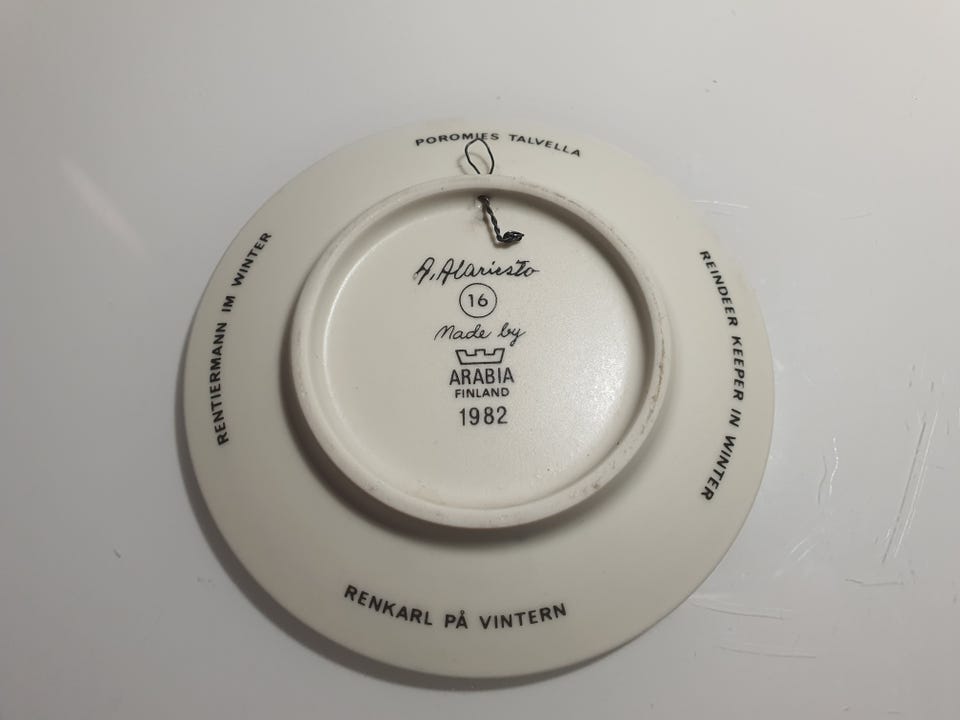 POROMIES TALVELLA
REINDEER KEEPER IN WINTER
RENKARL PÅ VINTERN
RENTIERMANN IM WINTER
A. Alariesto
16
Made by
ARABIA
FINLAND
1982